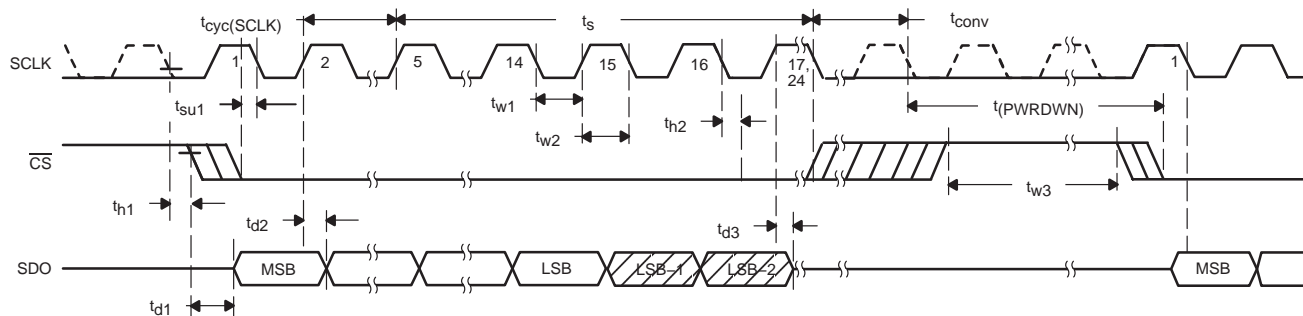 tcyc(SCLK) ts tconv
SCLK 1 2 5 14 15 16 17, 24 1
tsu1 tw1 tw2 th2 t(PWRDWN)
CS
th1 td2 td3 tw3
SDO MSB LSB LSB–1 LSB–2 MSB
td1